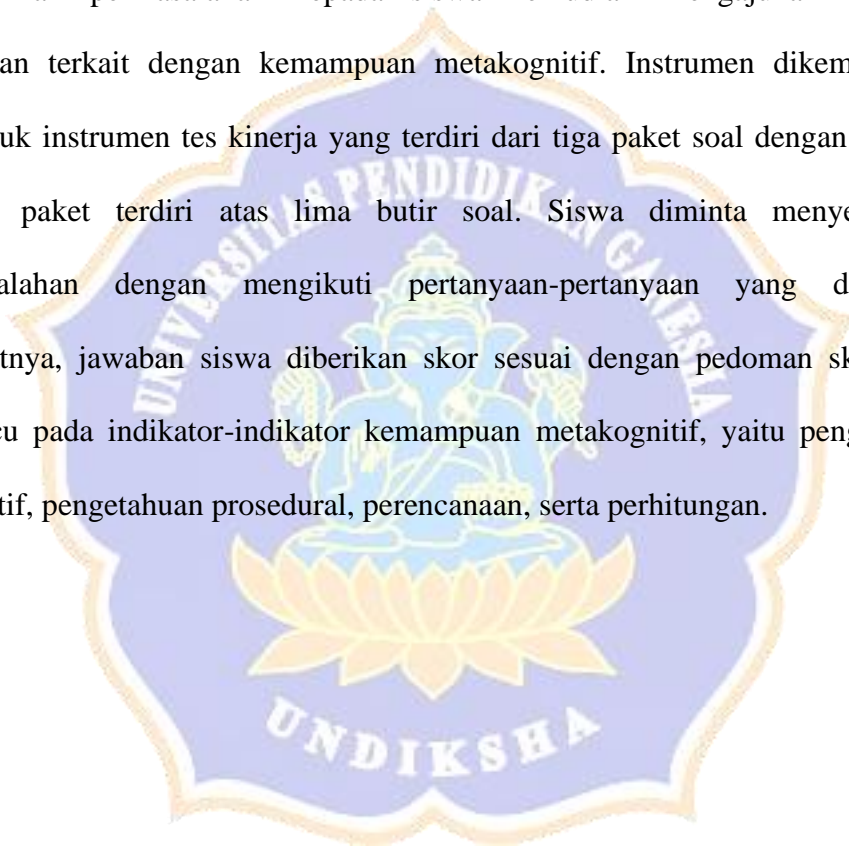 an terkait dengan kemampuan metakognitif. Instrumen dikem
uk instrumen tes kinerja yang terdiri dari tiga paket soal dengan
paket terdiri atas lima butir soal. Siswa diminta menye
alahan dengan mengikuti pertanyaan-pertanyaan yang d
tnya, jawaban siswa diberikan skor sesuai dengan pedoman sk
u pada indikator-indikator kemampuan metakognitif, yaitu peng
tif, pengetahuan prosedural, perencanaan, serta perhitungan.
UNIVERSITAS PENDIDIKAN GANESHA
UNDIKSHA